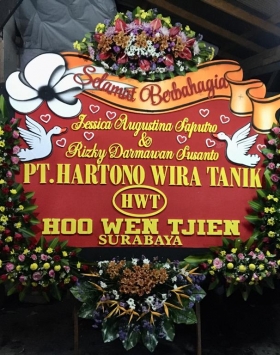 Selamat Berbahagia
Jessica Augustina Saputro
&
Rizky Darmawan Susanto
PT. HARTONO WIRA TANIK
HWT
HOO WEN TJIEN
SURABAYA